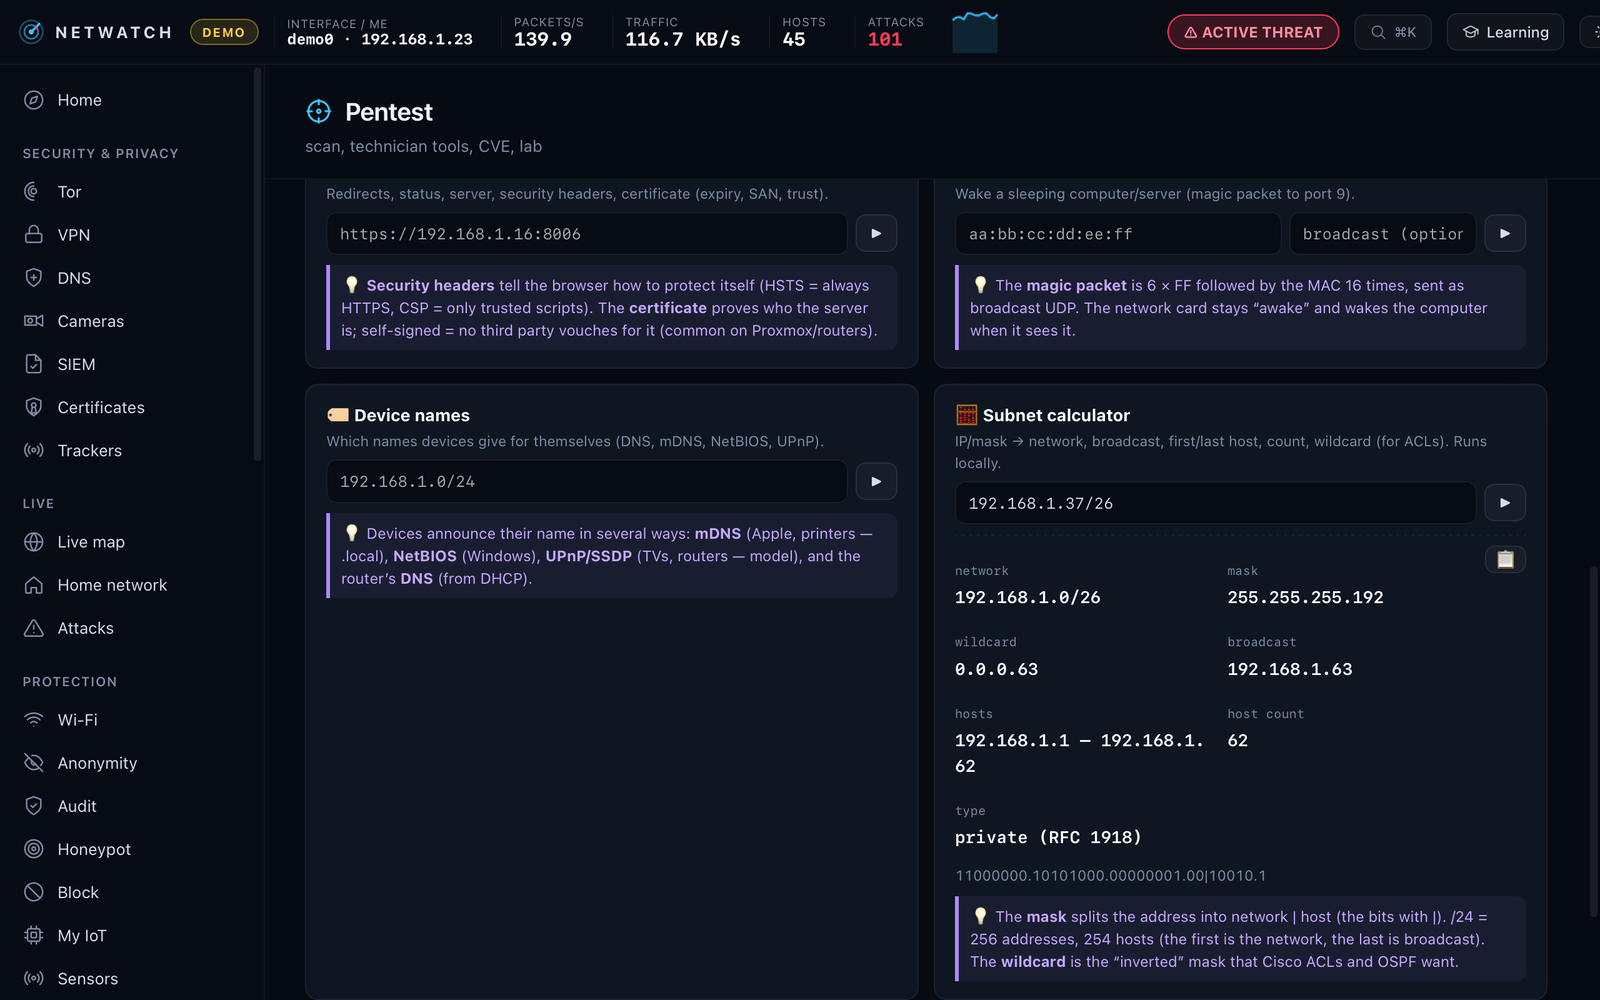 NETWATCH
DEMO
INTERFACE / ME
demo0 · 192.168.1.23
PACKETS/S
139.9
TRAFFIC
116.7 KB/s
HOSTS
45
ATTACKS
101
ACTIVE THREAT
⌘K
Learning
Home
SECURITY & PRIVACY
Tor
VPN
DNS
Cameras
SIEM
Certificates
Trackers
LIVE
Live map
Home network
Attacks
PROTECTION
Wi-Fi
Anonymity
Audit
Honeypot
Block
My IoT
Sensors
Pentest
scan, technician tools, CVE, lab
Redirects, status, server, security headers, certificate (expiry, SAN, trust).
https://192.168.1.16:8006
💡 Security headers tell the browser how to protect itself (HSTS = always
HTTPS, CSP = only trusted scripts). The certificate proves who the server
is; self-signed = no third party vouches for it (common on Proxmox/routers).
Wake a sleeping computer/server (magic packet to port 9).
aa:bb:cc:dd:ee:ff
broadcast (option
💡 The magic packet is 6 × FF followed by the MAC 16 times, sent as
broadcast UDP. The network card stays “awake” and wakes the computer
when it sees it.
Device names
Which names devices give for themselves (DNS, mDNS, NetBIOS, UPnP).
192.168.1.0/24
💡 Devices announce their name in several ways: mDNS (Apple, printers —
.local), NetBIOS (Windows), UPnP/SSDP (TVs, routers — model), and the
router’s DNS (from DHCP).
Subnet calculator
IP/mask → network, broadcast, first/last host, count, wildcard (for ACLs). Runs
locally.
192.168.1.37/26
network
192.168.1.0/26
mask
255.255.255.192
wildcard
0.0.0.63
broadcast
192.168.1.63
hosts
192.168.1.1 – 192.168.1.
62
host count
62
type
private (RFC 1918)
11000000.10101000.00000001.00|10010.1
💡 The mask splits the address into network | host (the bits with |). /24 =
256 addresses, 254 hosts (the first is the network, the last is broadcast).
The wildcard is the “inverted” mask that Cisco ACLs and OSPF want.